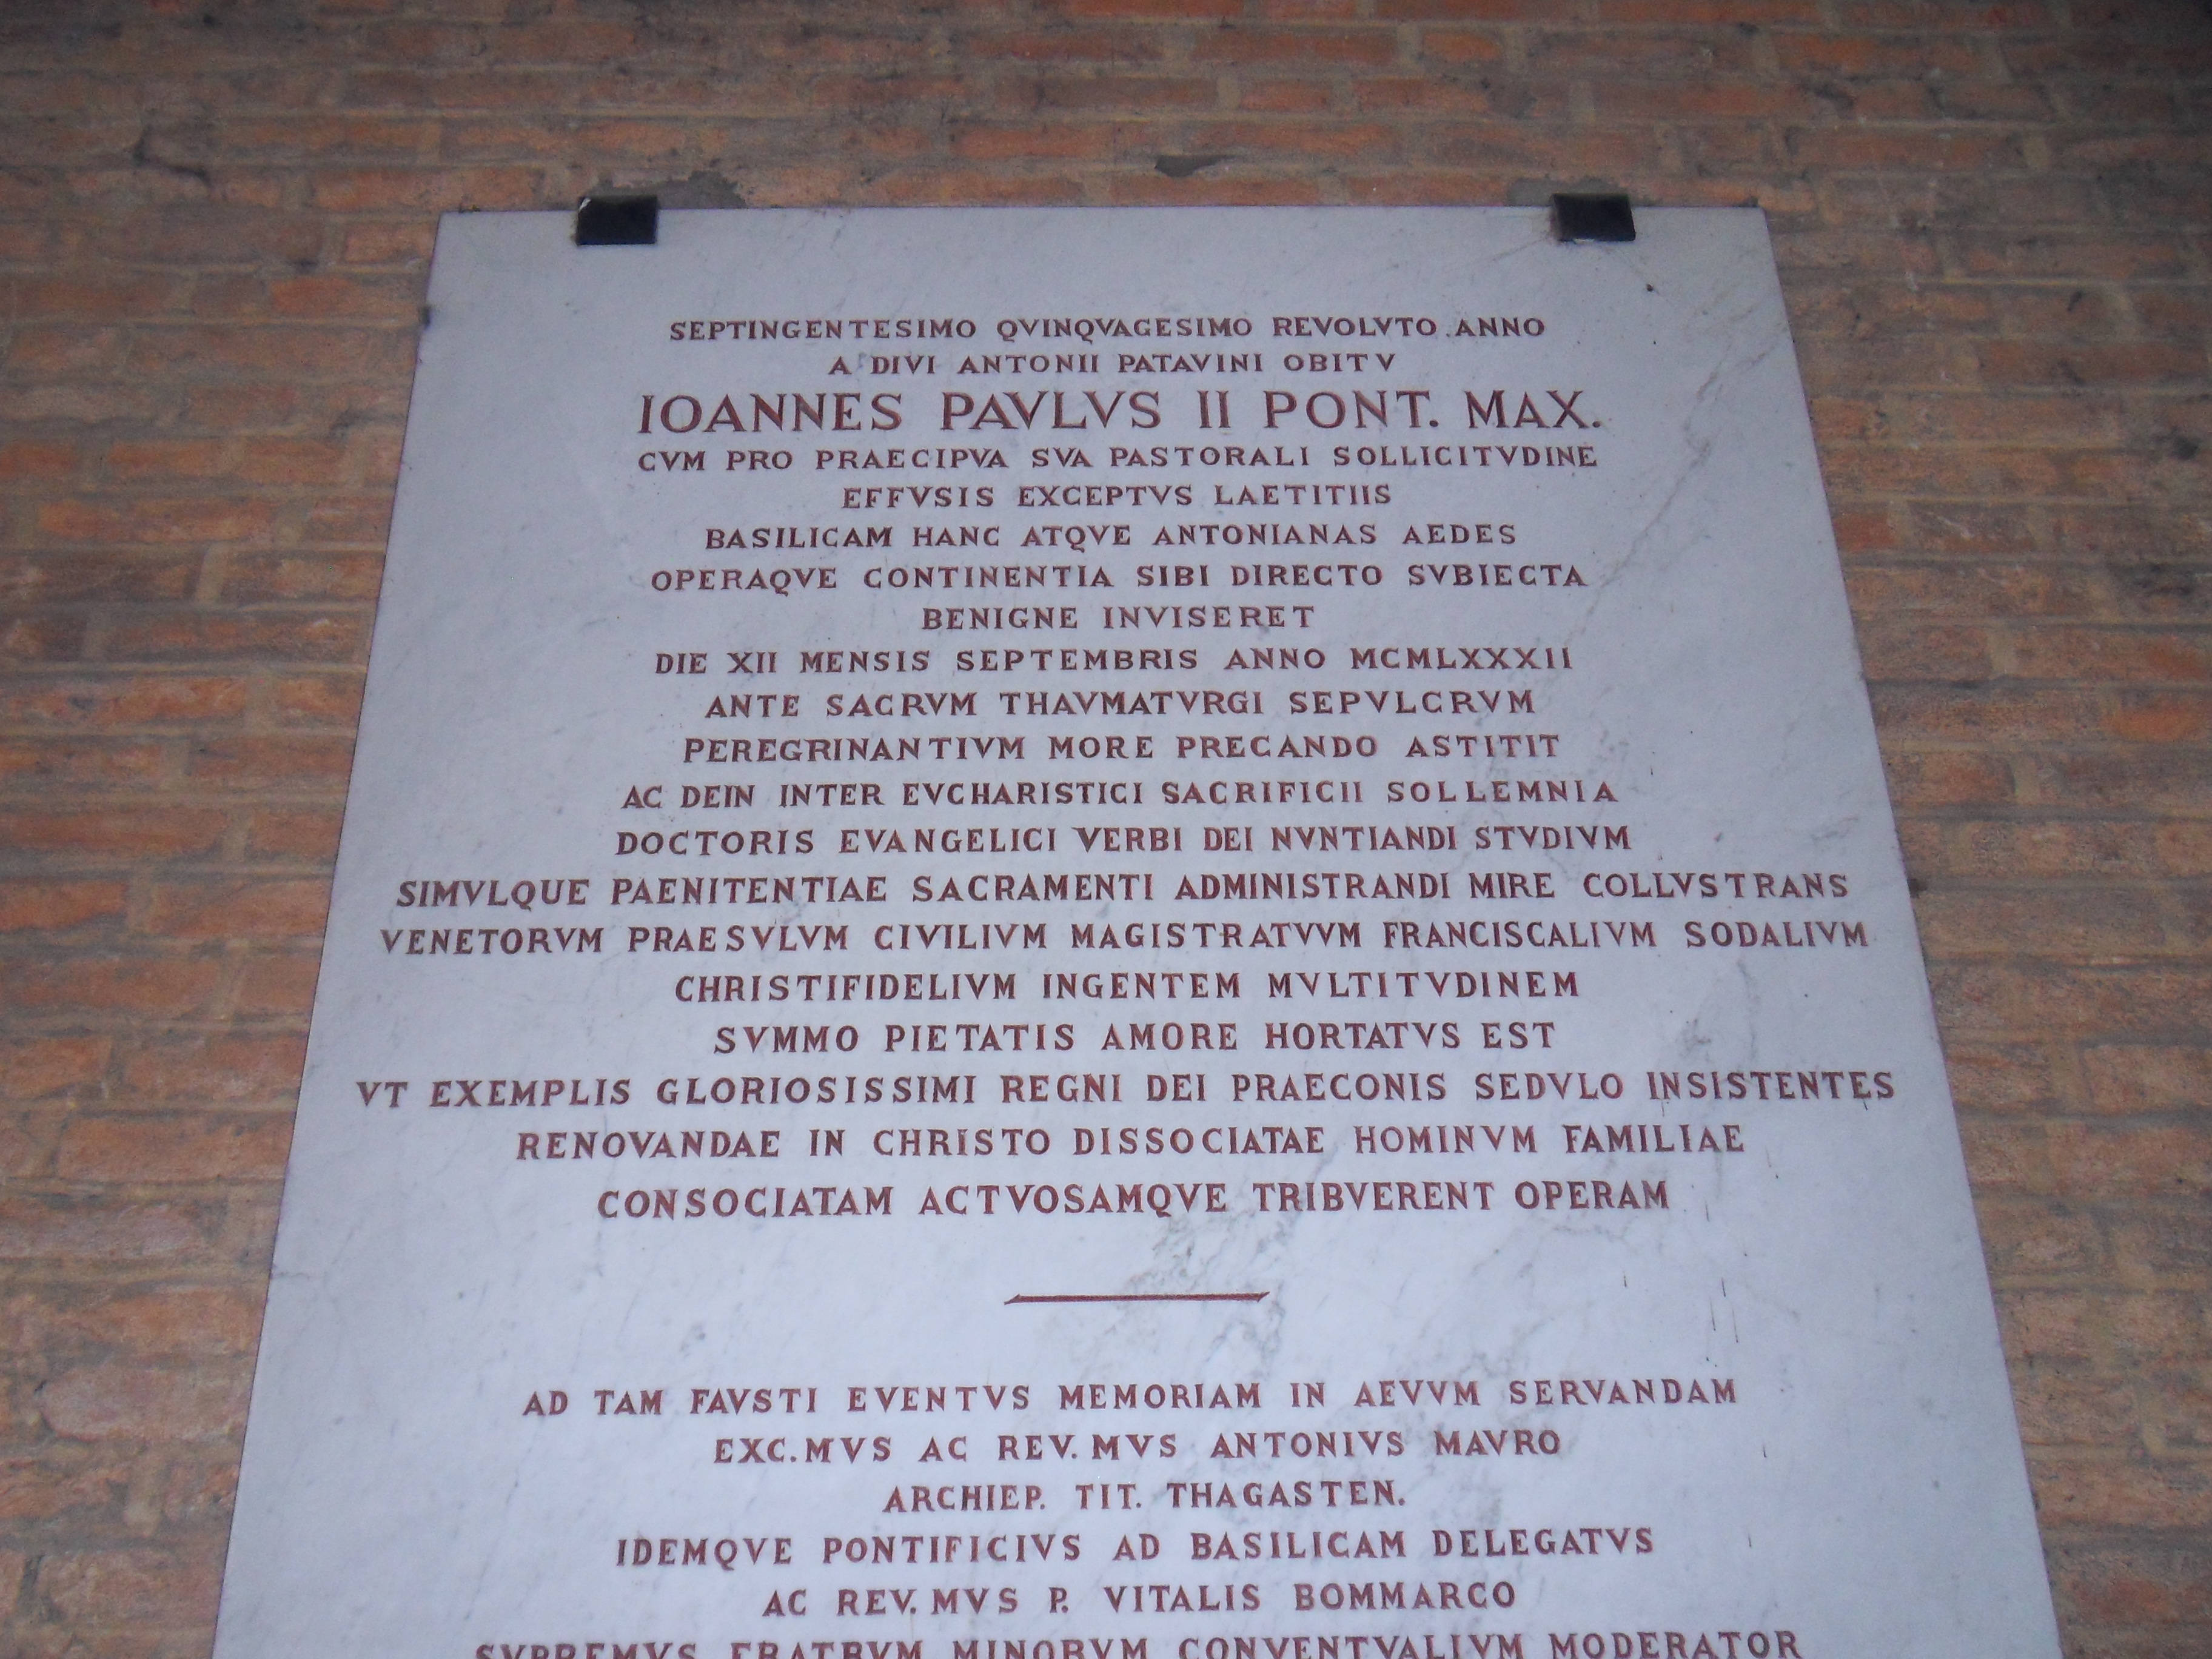 SEPTINGENTESIMO QVINQVAGESIMO REVOLVTO ANNO
A DIVI ANTONII PATAVINI OBITV
IOANNES PAVLVS II PONT. MAX.
CVM PRO PRAECIPVA SVA PASTORALI SOLLICITVDINE
EFFVSIS EXCEPTVS LAETITIIS
BASILICAM HANC ATQVE ANTONIANAS AEDES
OPERAQVE CONTINENTIA SIBI DIRECTO SVBIECTA
BENIGNE INVISERET
DIE XII MENSIS SEPTEMBRIS ANNO MCMLXXXII
ANTE SACRVM THAVMATVRGI SEPVLCRVM
PEREGRINANTIVM MORE PRECANDO ASTITIT
AC DEIN INTER EVCHARISTICI SACRIFICII SOLLEMNIA
DOCTORIS EVANGELICI VERBI DEI NVNTIANDI STVDIVM
SIMVLQUE PAENITENTIAE SACRAMENTI ADMINISTRANDI MIRE COLLVSTRANS
VENETORVM PRAESVLVM CIVILIVM MAGISTRATVVM FRANCISCALIVM SODALIVM
CHRISTIFIDELIVM INGENTEM MVLTITVDINEM
SVMMO PIETATIS AMORE HORTATVS EST
VT EXEMPLIS GLORIOSISSIMI REGNI DEI PRAECONIS SEDVLO INSISTENTES
RENOVANDAE IN CHRISTO DISSOCIATAE HOMINVM FAMILIAE
CONSOCIATAM ACTVOSAMQVE TRIBVERENT OPERAM
AD TAM FAVSTI EVENTVS MEMORIAM IN AEVVM SERVANDAM
EXC.MVS AC REV.MVS ANTONIVS MAVRO
ARCHIEP. TIT. THAGASTEN.
IDEMQVE PONTIFICIVS AD BASILICAM DELEGATVS
AC REV.MVS P. VITALIS BOMMARCO
SVPREMVS FRATRVM MINORVM CONVENTVALIVM MODERATOR